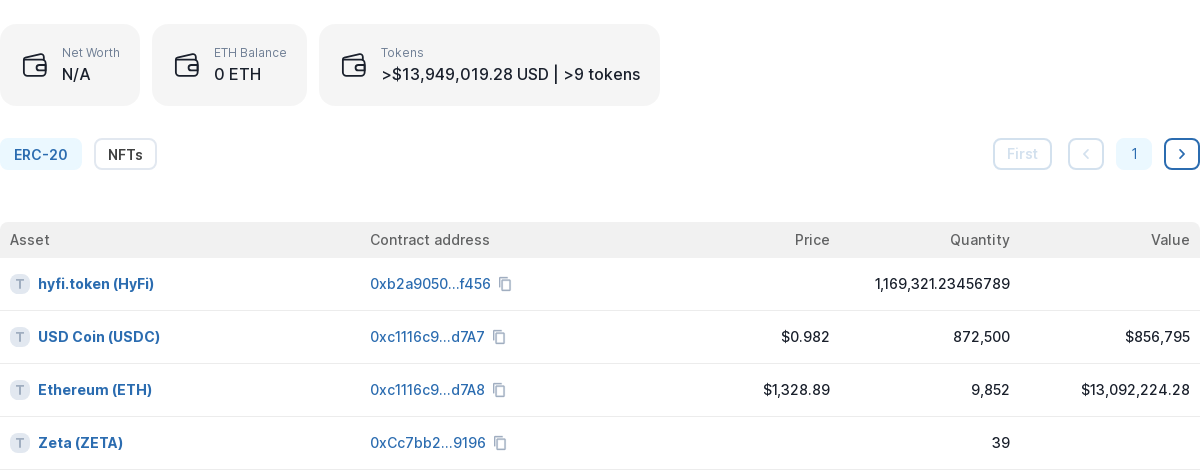 Net Worth
N/A
ETH Balance
0 ETH
Tokens
>$13,949,019.28 USD | >9 tokens
ERC-20 NFTs First 1
Asset Contract address Price Quantity Value
T hyfi.token (HyFi) 0xb2a9050...f456 1,169,321.23456789
T USD Coin (USDC) 0xc1116c9...d7A7 $0.982 872,500 $856,795
T Ethereum (ETH) 0xc1116c9...d7A8 $1,328.89 9,852 $13,092,224.28
T Zeta (ZETA) 0xCc7bb2...9196 39